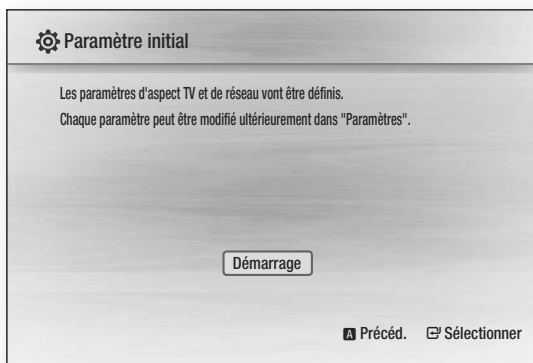 Paramètre initial
Les paramètres d'aspect TV et de réseau vont être définis.
Chaque paramètre peut être modifié ultérieurement dans "Paramètres".
Démarrage
A Précéd. Sélectionner